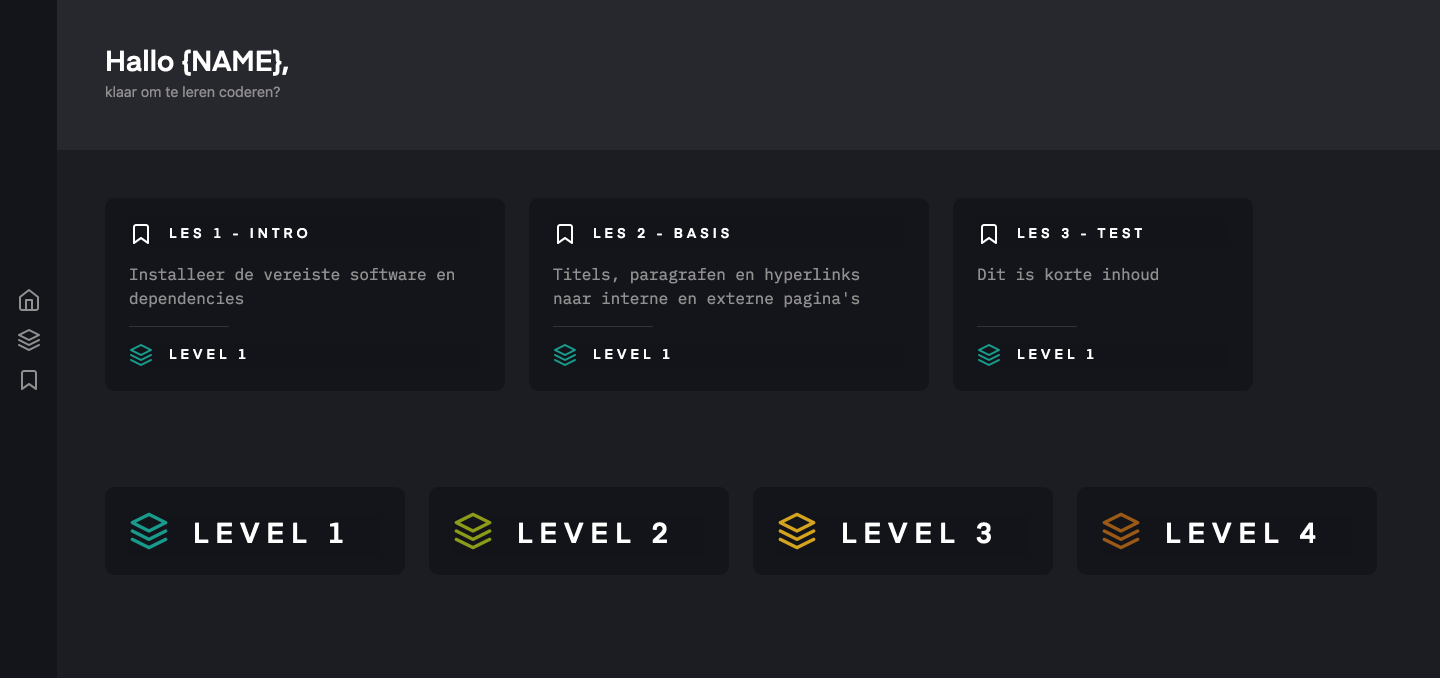 Hallo {NAME},
klaar om te leren coderen?
LES 1 - INTRO
Installeer de vereiste software en
dependencies
LEVEL 1
LES 2 - BASIS
Titels, paragrafen en hyperlinks
naar interne en externe pagina's
LEVEL 1
LES 3 - TEST
Dit is korte inhoud
LEVEL 1
LEVEL 1
LEVEL 2
LEVEL 3
LEVEL 4